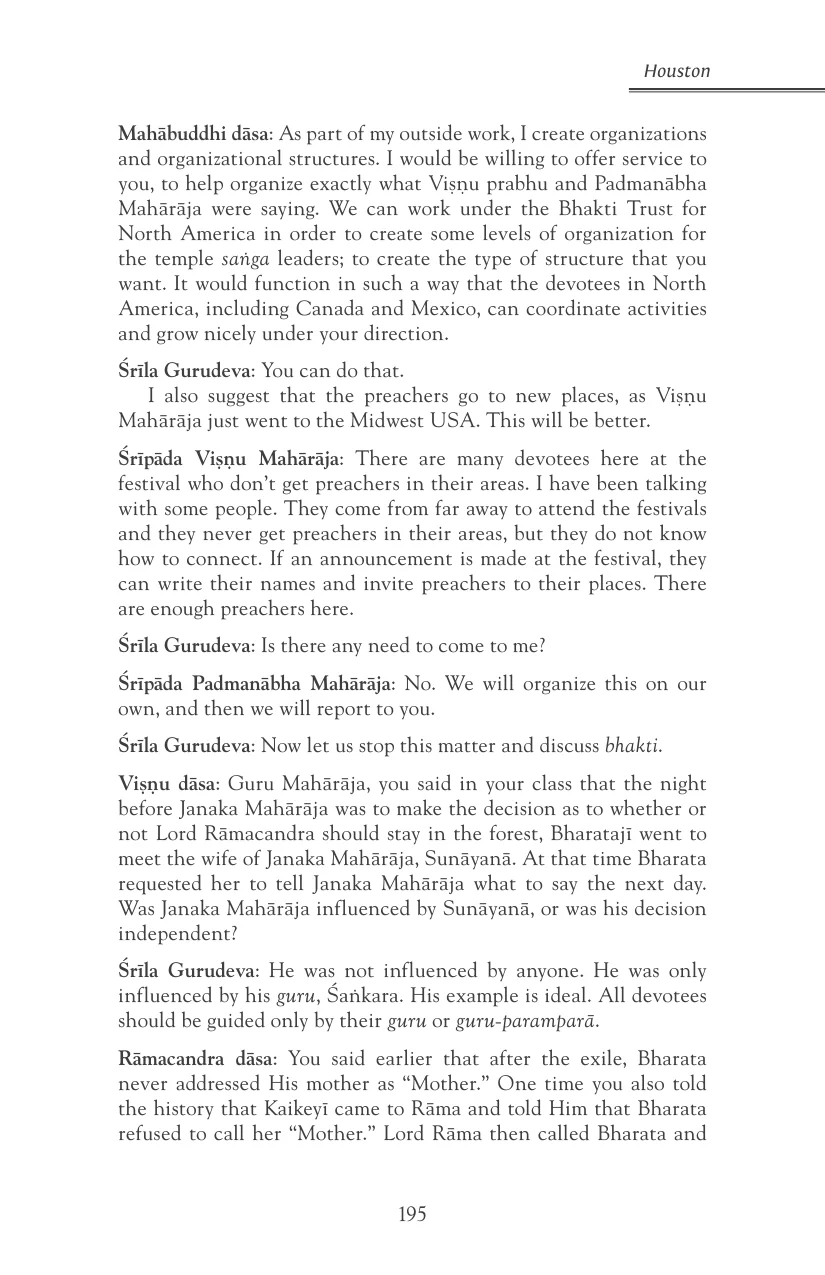 Houston
Mahābuddhi dāsa: As part of my outside work, I create organizations
and organizational structures. I would be willing to offer service to
you, to help organize exactly what Viṣṇu prabhu and Padmanābha
Mahārāja were saying. We can work under the Bhakti Trust for
North America in order to create some levels of organization for
the temple saṅga leaders; to create the type of structure that you
want. It would function in such a way that the devotees in North
America, including Canada and Mexico, can coordinate activities
and grow nicely under your direction.
Śrīla Gurudeva: You can do that.
I also suggest that the preachers go to new places, as Viṣṇu
Mahārāja just went to the Midwest USA. This will be better.
Śrīpāda Viṣṇu Mahārāja: There are many devotees here at the
festival who don’t get preachers in their areas. I have been talking
with some people. They come from far away to attend the festivals
and they never get preachers in their areas, but they do not know
how to connect. If an announcement is made at the festival, they
can write their names and invite preachers to their places. There
are enough preachers here.
Śrīla Gurudeva: Is there any need to come to me?
Śrīpāda Padmanābha Mahārāja: No. We will organize this on our
own, and then we will report to you.
Śrīla Gurudeva: Now let us stop this matter and discuss bhakti.
Viṣṇu dāsa: Guru Mahārāja, you said in your class that the night
before Janaka Mahārāja was to make the decision as to whether or
not Lord Rāmacandra should stay in the forest, Bharatajī went to
meet the wife of Janaka Mahārāja, Sunāyanā. At that time Bharata
requested her to tell Janaka Mahārāja what to say the next day.
Was Janaka Mahārāja influenced by Sunāyanā, or was his decision
independent?
Śrīla Gurudeva: He was not influenced by anyone. He was only
influenced by his guru, Śaṅkara. His example is ideal. All devotees
should be guided only by their guru or guru-paramparā.
Rāmacandra dāsa: You said earlier that after the exile, Bharata
never addressed His mother as “Mother.” One time you also told
the history that Kaikeyī came to Rāma and told Him that Bharata
refused to call her “Mother.” Lord Rāma then called Bharata and
195